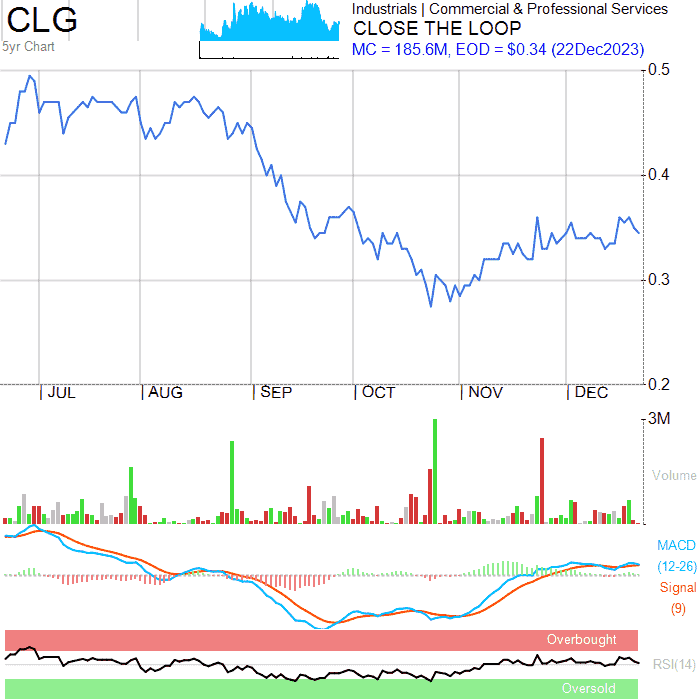 CLG
5yr Chart
Industrials | Commercial & Professional Services
CLOSE THE LOOP
MC = 185.6M, EOD = $0.34 (22Dec2023)
0.5
0.4
0.3
0.2
| JUL | AUG | SEP | OCT | NOV | DEC
3M
Volume
MACD
(12-26)
Signal
(9)
Overbought
RSI(14)
Oversold